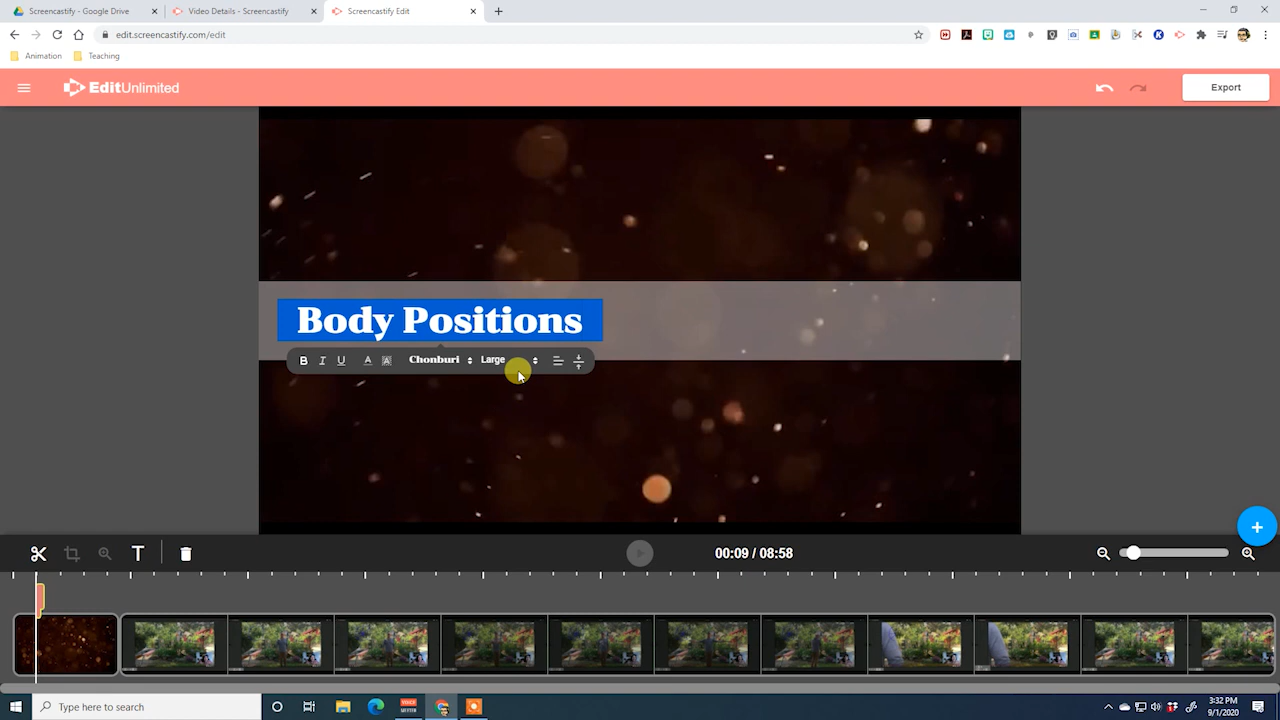 Screencastify - Google Drive
Video Details - Screencastify
Screencastify Edit
edit.screencastify.com/edit
Animation
Teaching
EditUnlimited
Export
Body Positions
B I U A A Chonburi Large
T
00:09 / 08:58
Type here to search
3:32 PM
9/1/2020